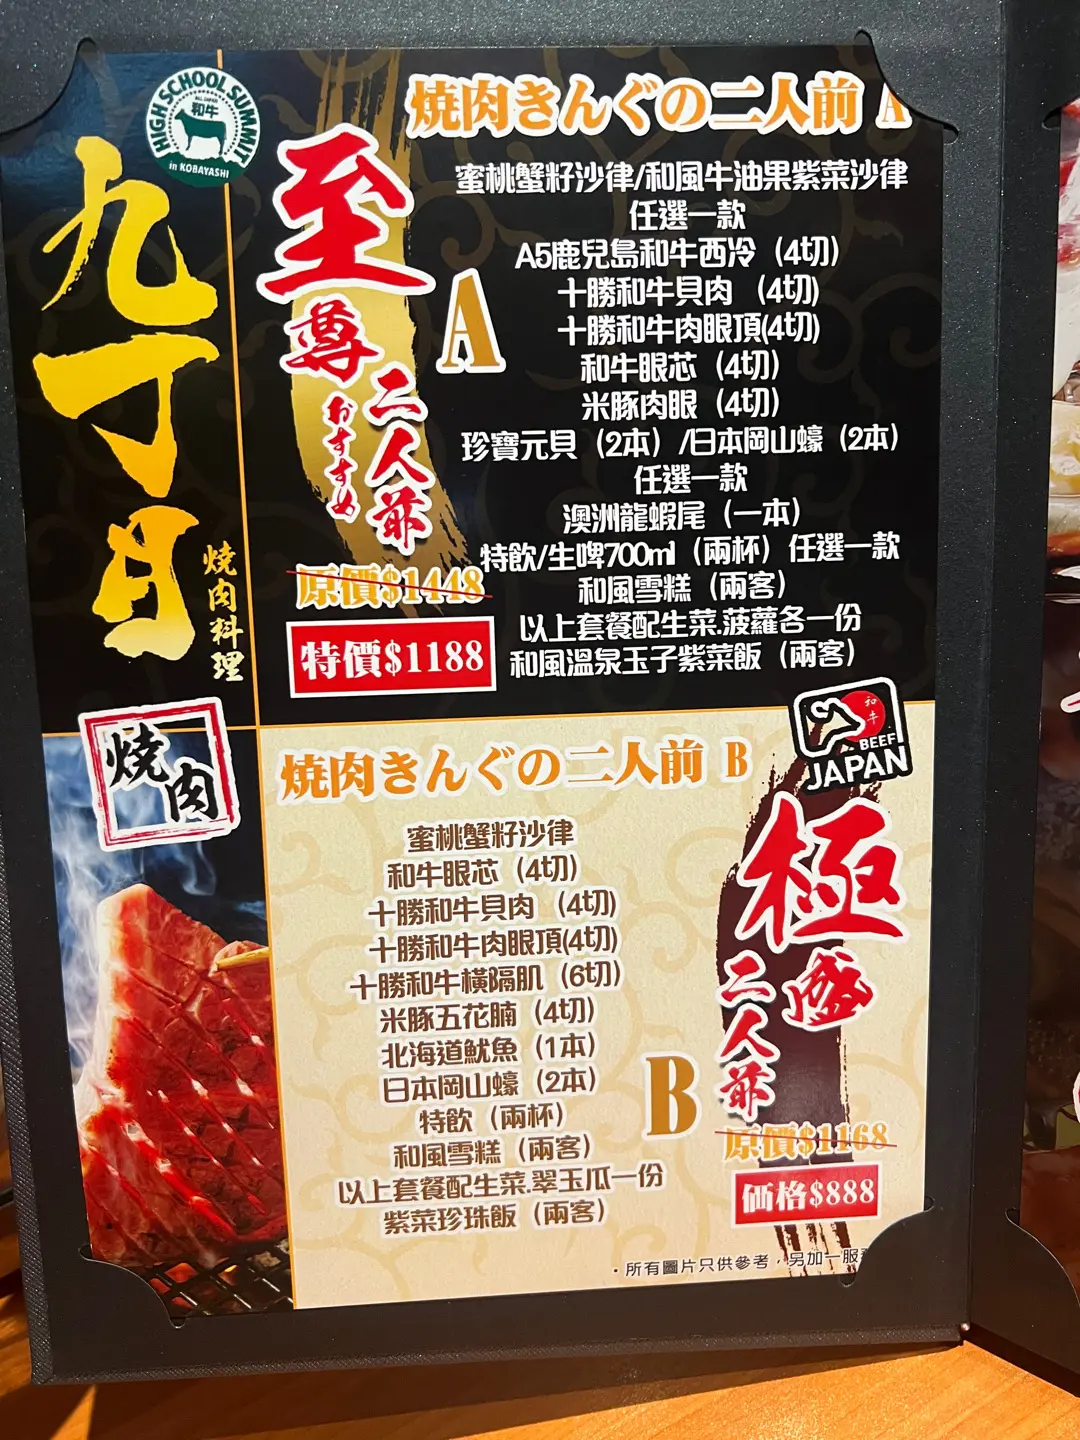 HIGH SCHOOL SUMMIT
ALL JAPAN
和牛
in KOBAYASHI
九丁目
焼肉料理
焼肉きんぐの二人前 A
至尊二人前
おすすめ
A
原價$1448
特價$1188
蜜桃蟹籽沙律/和風牛油果紫菜沙律
任選一款
A5鹿兒島和牛西冷（4切）
十勝和牛貝肉（4切）
十勝和牛肉眼頂(4切)
和牛眼芯（4切）
米豚肉眼（4切）
珍寶元貝（2本）/日本岡山蠔（2本）
任選一款
澳洲龍蝦尾（一本）
特飲/生啤700ml（兩杯）任選一款
和風雪糕（兩客）
以上套餐配生菜.菠蘿各一份
和風溫泉玉子紫菜飯（兩客）
焼肉
焼肉きんぐの二人前 B
和牛
BEEF
JAPAN
蜜桃蟹籽沙律
和牛眼芯（4切）
十勝和牛貝肉（4切）
十勝和牛肉眼頂(4切)
十勝和牛橫隔肌（6切）
米豚五花腩（4切）
北海道魷魚（1本）
日本岡山蠔（2本）
特飲（兩杯）
和風雪糕（兩客）
以上套餐配生菜.翠玉瓜一份
紫菜珍珠飯（兩客）
極盛二人前
B
原價$1168
価格$888
・所有圖片只供參考，另加一服